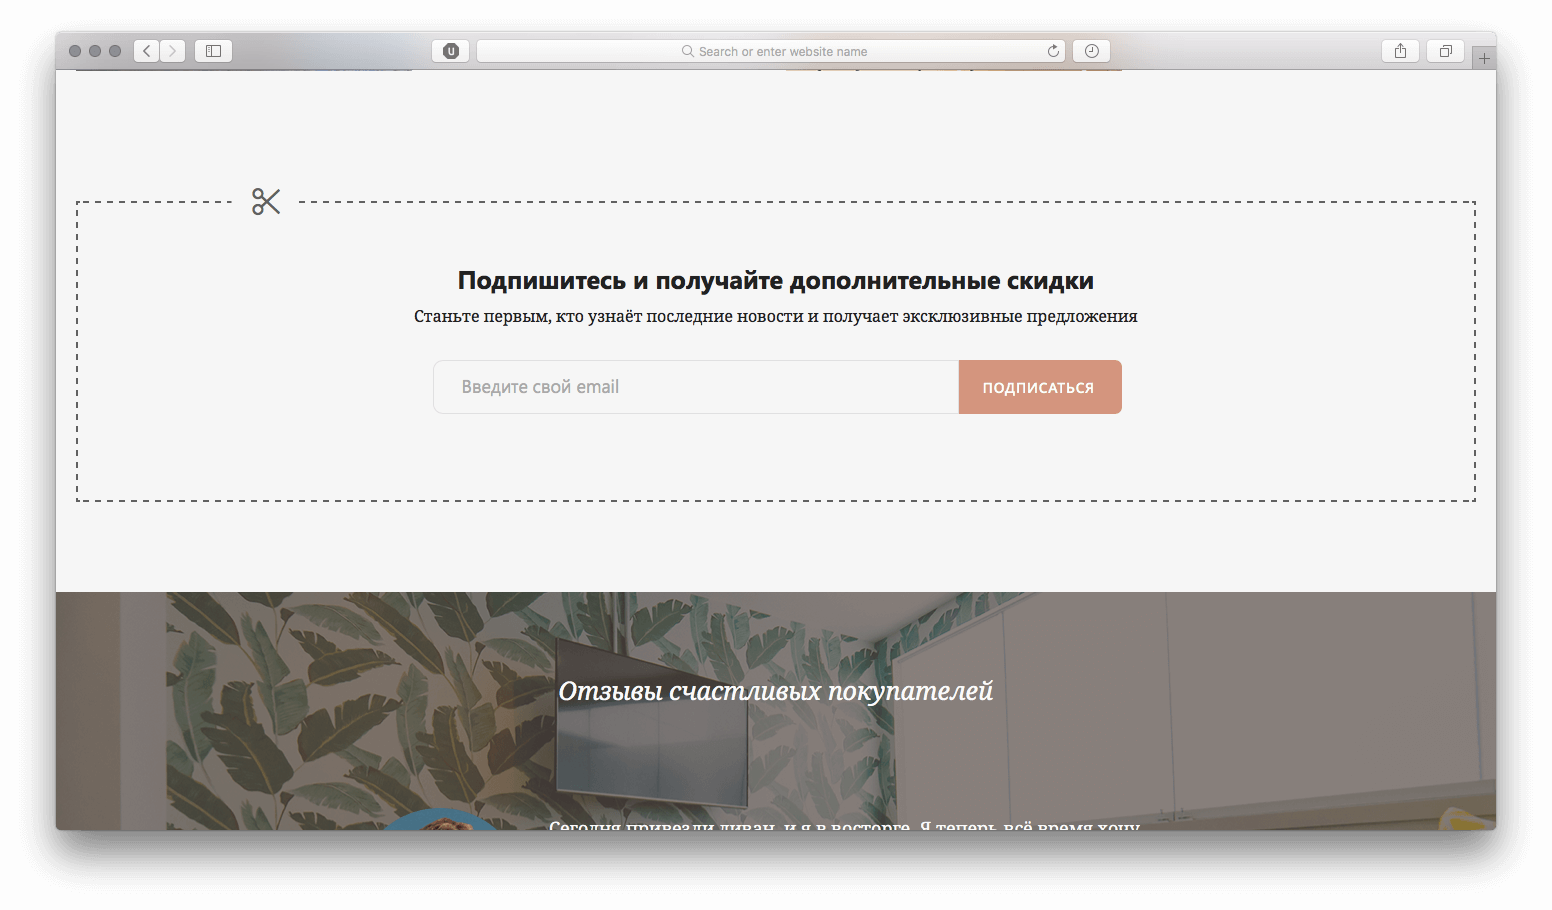 Search or enter website name
Подпишитесь и получайте дополнительные скидки
Станьте первым, кто узнаёт последние новости и получает эксклюзивные предложения
Введите свой email
ПОДПИСАТЬСЯ
Отзывы счастливых покупателей
Сегодня привезли диван, и я в восторге. Я теперь всё время хочу